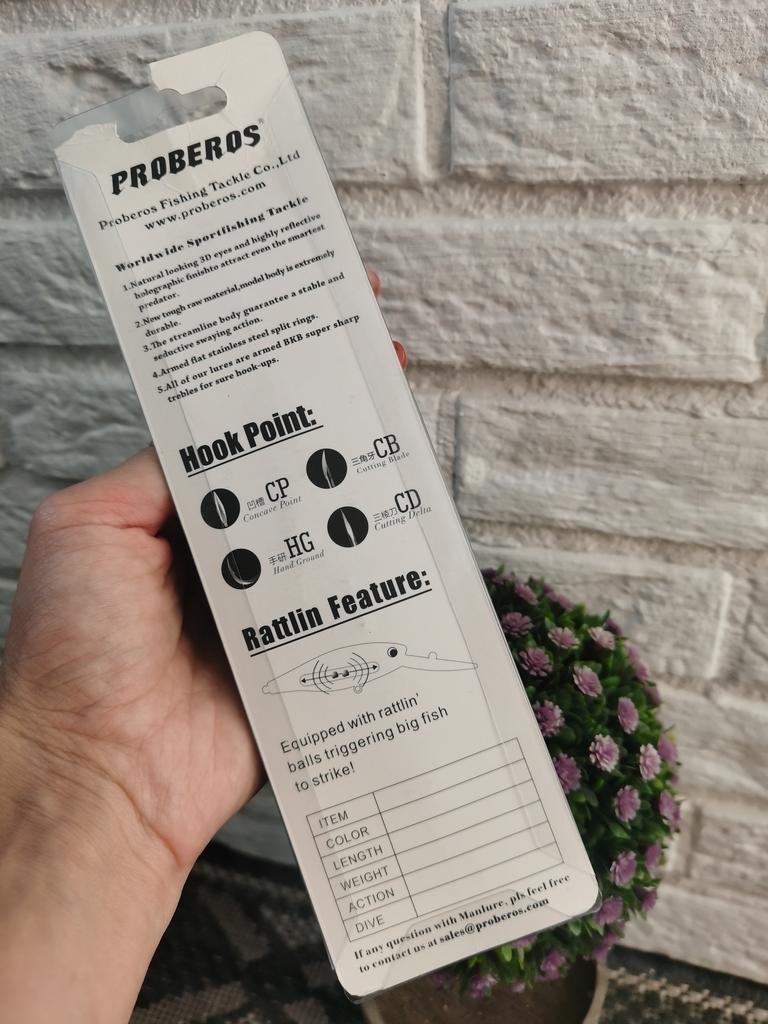 PROBEROS®
Proberos Fishing Tackle Co.,Ltd
www.proberos.com
Worldwide Sportfishing Tackle
1.Natural looking 3D eyes and highly reflective
holographic finishto attract even the smartest
predator.
2.New tough raw material,model body is extremely
durable.
3.The streamline body guarantee a stable and
seductive swaying action.
4.Armed flat stainless steel split rings.
5.All of our lures are armed BKB super sharp
trebles for sure hook-ups.
Hook Point:
凹槽 CP
Concave Point
三角牙 CB
Cutting Blade
手研 HG
Hand Ground
三棱刀 CD
Cutting Delta
Rattlin Feature:
Equipped with rattlin'
balls triggering big fish
to strike!
ITEM
COLOR
LENGTH
WEIGHT
ACTION
DIVE
If any question with Manlure, pls feel free
to contact us at sales@proberos.com